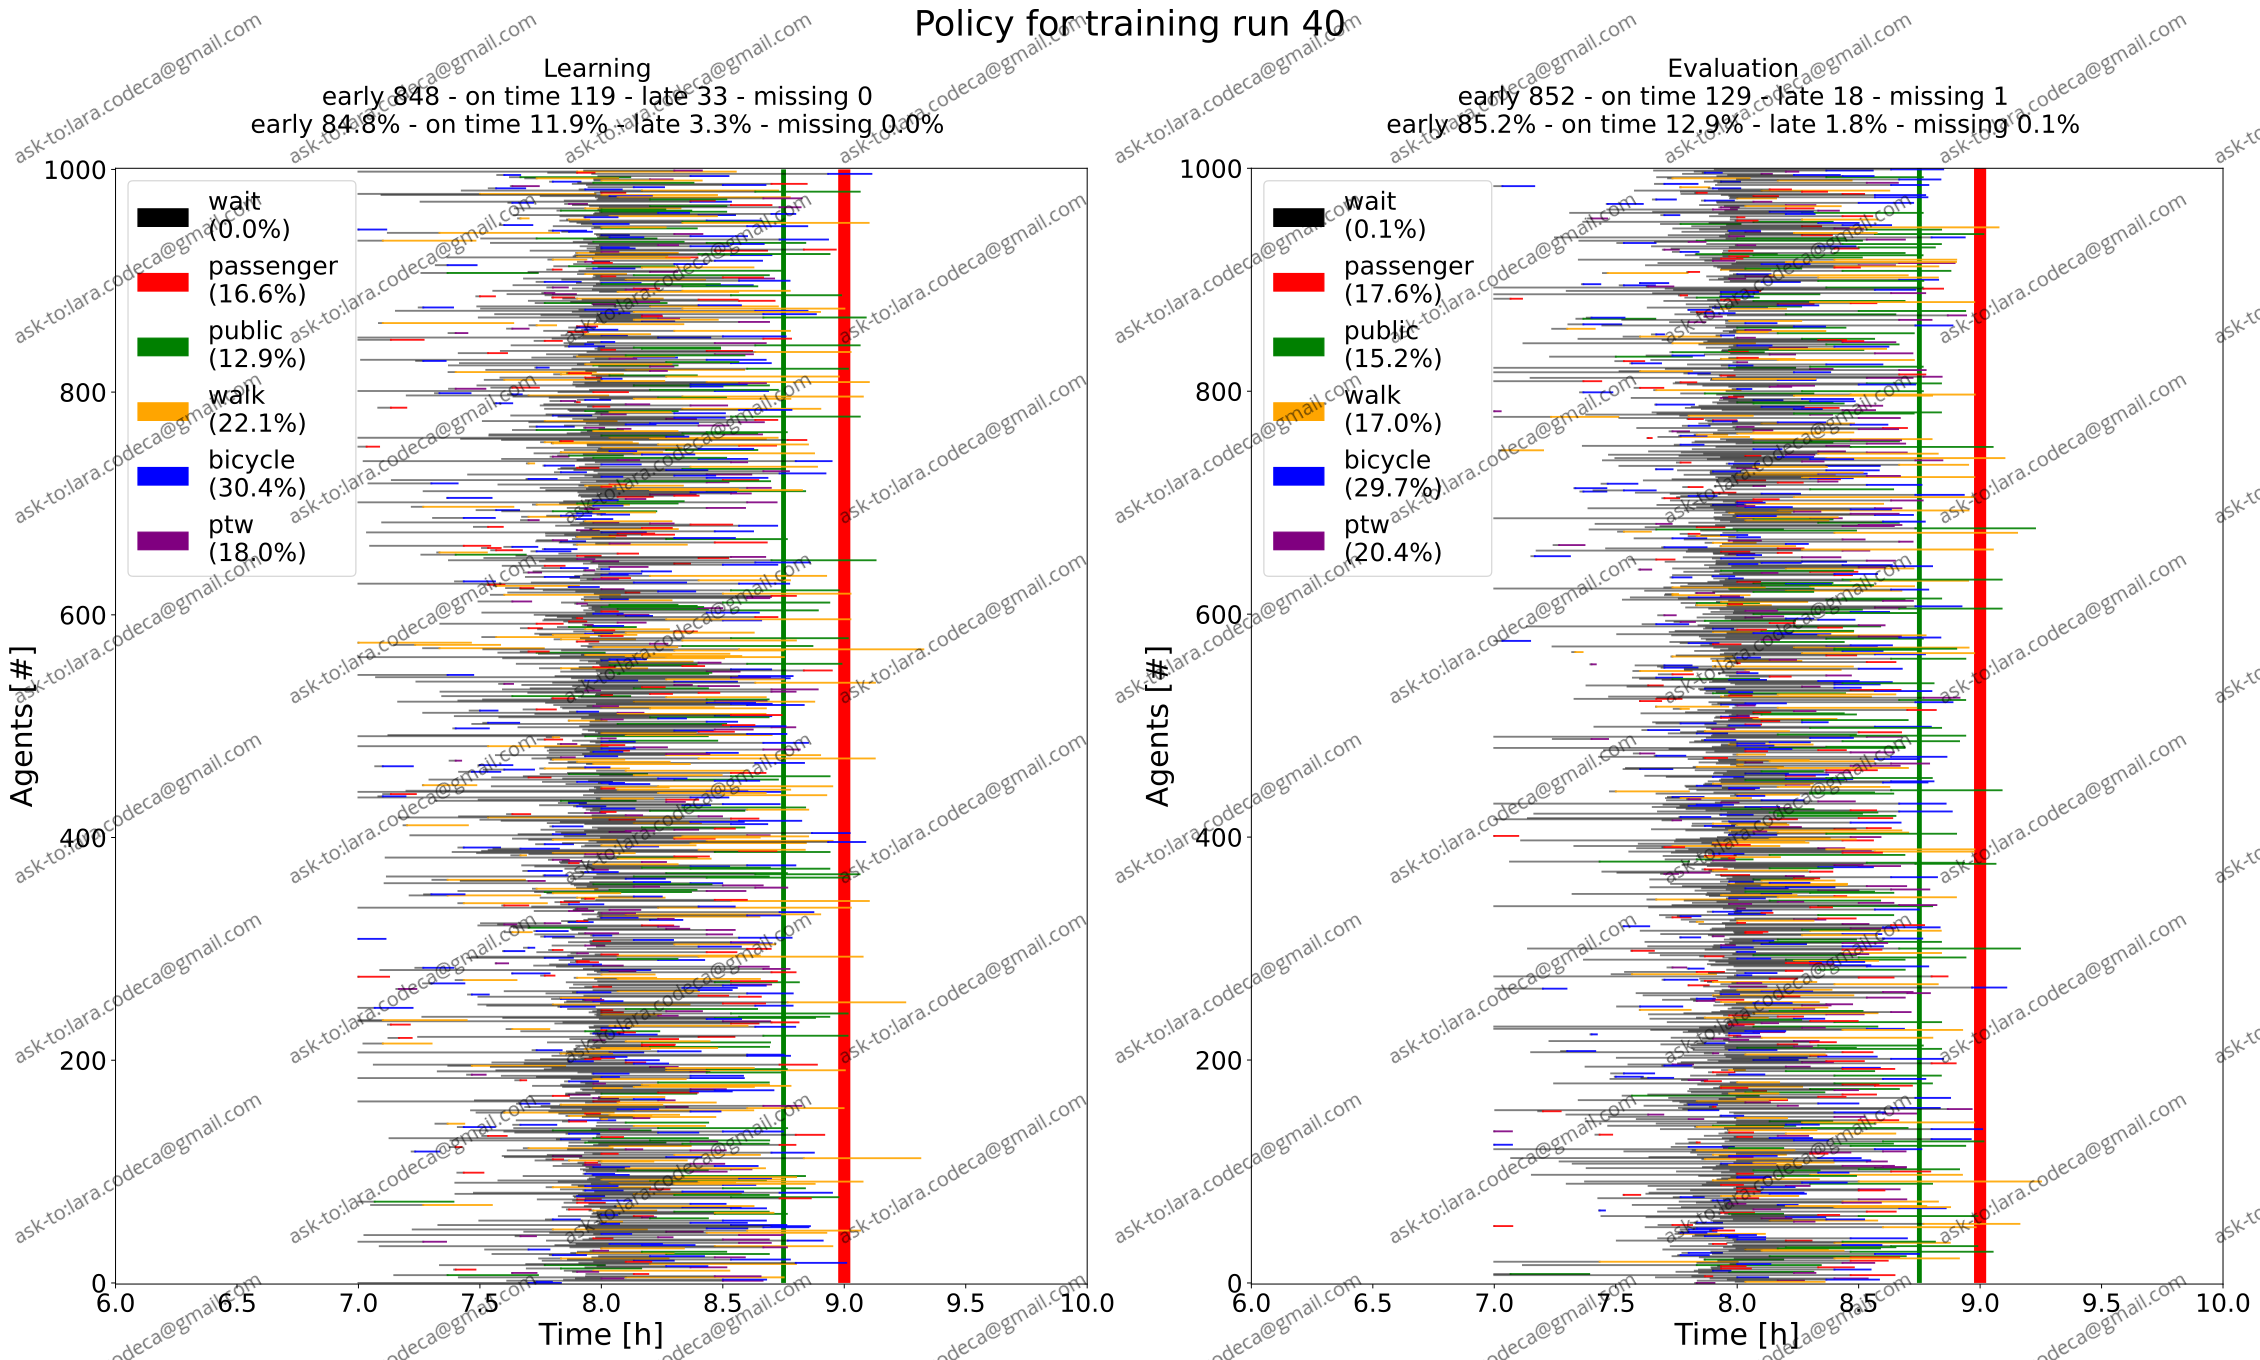 Policy for training run 40
Learning
early 848 - on time 119 - late 33 - missing 0
early 84.8% - on time 11.9% - late 3.3% - missing 0.0%
1000
800
600
400
200
0
Agents [#]
wait
(0.0%)
passenger
(16.6%)
public
(12.9%)
walk
(22.1%)
bicycle
(30.4%)
ptw
(18.0%)
6.0 6.5 7.0 7.5 8.0 8.5 9.0 9.5 10.0
Time [h]
Evaluation
early 852 - on time 129 - late 18 - missing 1
early 85.2% - on time 12.9% - late 1.8% - missing 0.1%
1000
800
600
400
200
0
Agents [#]
wait
(0.1%)
passenger
(17.6%)
public
(15.2%)
walk
(17.0%)
bicycle
(29.7%)
ptw
(20.4%)
6.0 6.5 7.0 7.5 8.0 8.5 9.0 9.5 10.0
Time [h]
ask-to:lara.codeca@gmail.com